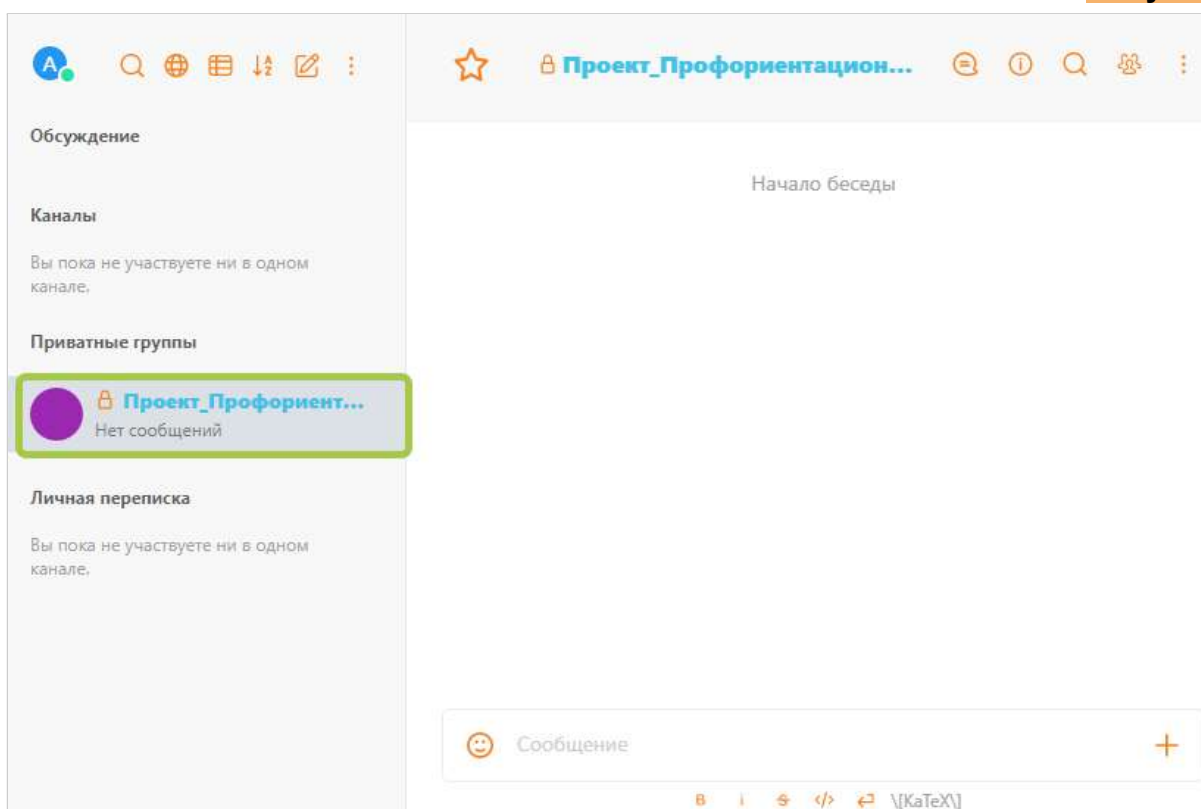 A
Проект_Профориентацион...
Обсуждение
Начало беседы
Каналы
Вы пока не участвуете ни в одном
канале.
Приватные группы
Проект_Профориент...
Нет сообщений
Личная переписка
Вы пока не участвуете ни в одном
канале.
Сообщение
B i S </> \[KaTeX\]